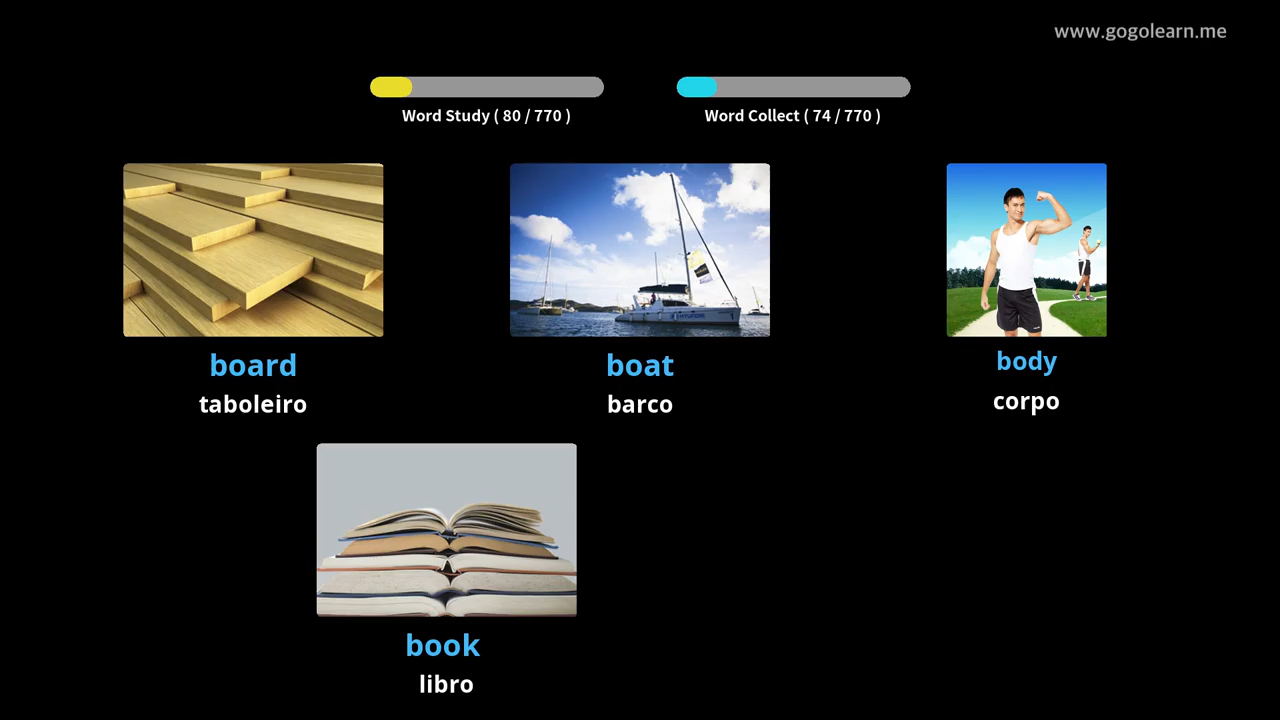 www.gogolearn.me
Word Study ( 80 / 770 )
Word Collect ( 74 / 770 )
board
taboleiro
boat
barco
body
corpo
book
libro